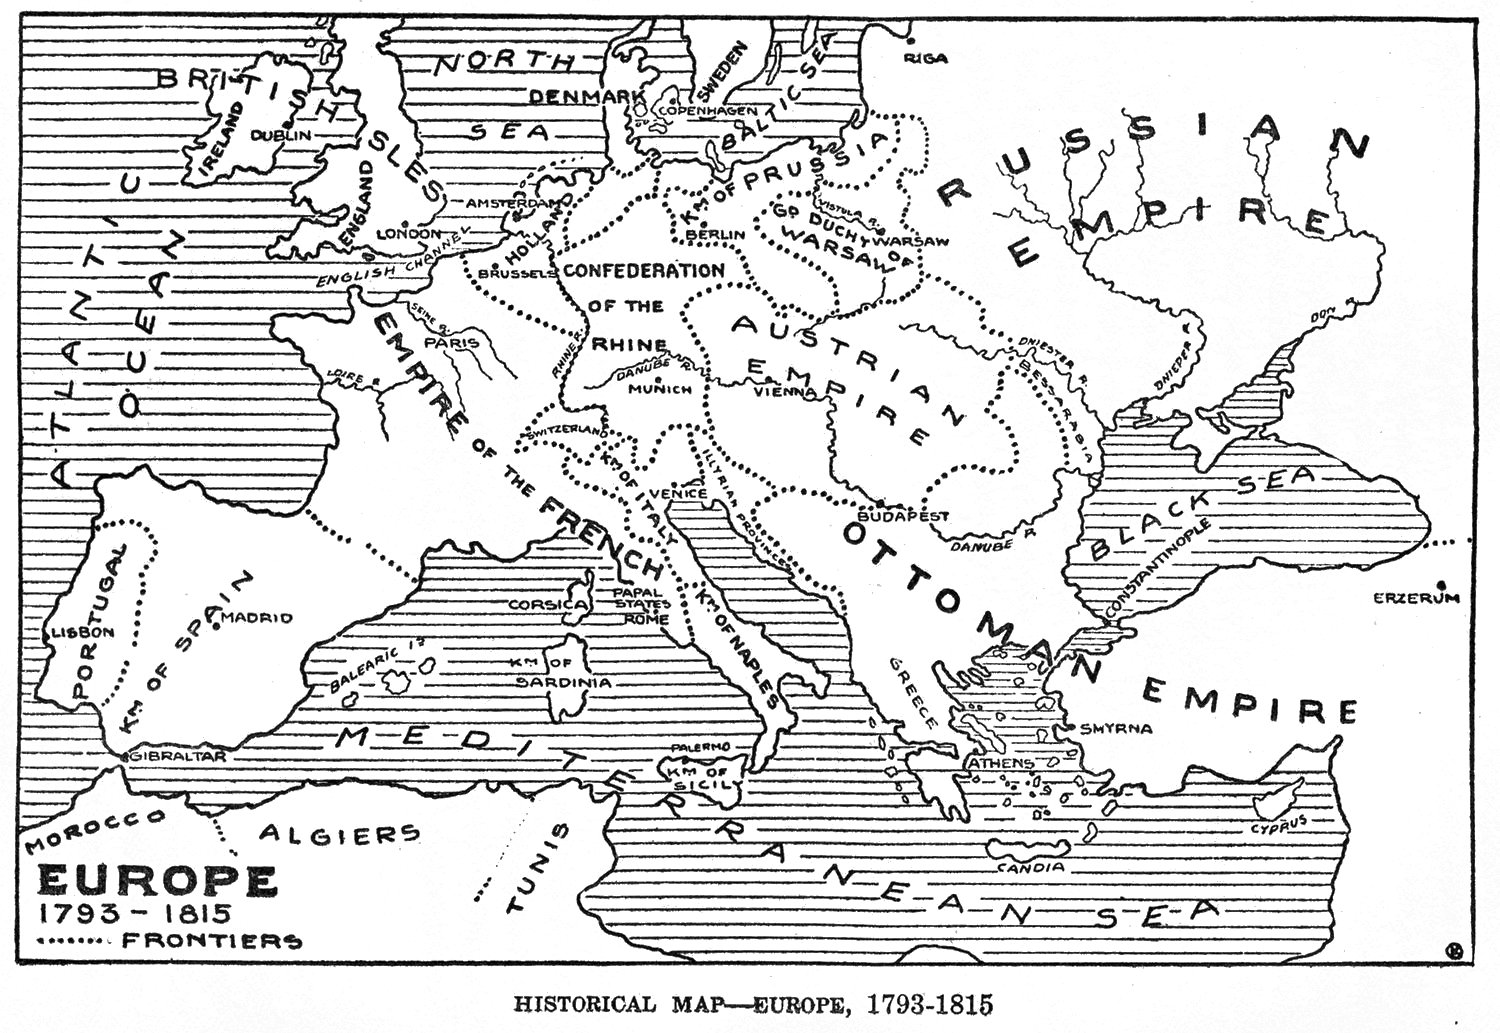 NORTH
SEA
BRITISH ISLES
IRELAND
DUBLIN
ENGLAND
LONDON
ENGLISH CHANNEL
ATLANTIC
OCEAN
DENMARK
COPENHAGEN
SWEDEN
BALTIC SEA
RIGA
RUSSIAN
EMPIRE
KM OF PRUSSIA
BERLIN
VISTULA R.
GD DUCHY OF
WARSAW
WARSAW
AMSTERDAM
HOLLAND
BRUSSELS
CONFEDERATION
OF THE
RHINE
RHINE R.
DANUBE R.
MUNICH
AUSTRIAN
EMPIRE
VIENNA
BUDAPEST
DNIESTER R.
BESSARABIA
DNIEPER R.
DON
SEINE R.
PARIS
LOIRE R.
EMPIRE OF THE FRENCH
SWITZERLAND
KM OF ITALY
VENICE
ILLYRIAN PROVINCES
DANUBE R.
BLACK SEA
CONSTANTINOPLE
ERZERUM
OTTOMAN EMPIRE
PORTUGAL
LISBON
KM OF SPAIN
MADRID
GIBRALTAR
BALEARIC IS
CORSICA
PAPAL
STATES
ROME
KM OF NAPLES
KM OF
SARDINIA
PALERMO
KM OF
SICILY
GREECE
ATHENS
SMYRNA
CANDIA
CYPRUS
MEDITERRANEAN SEA
MOROCCO
ALGIERS
TUNIS
EUROPE
1793 - 1815
FRONTIERS
HISTORICAL MAP—EUROPE, 1793-1815